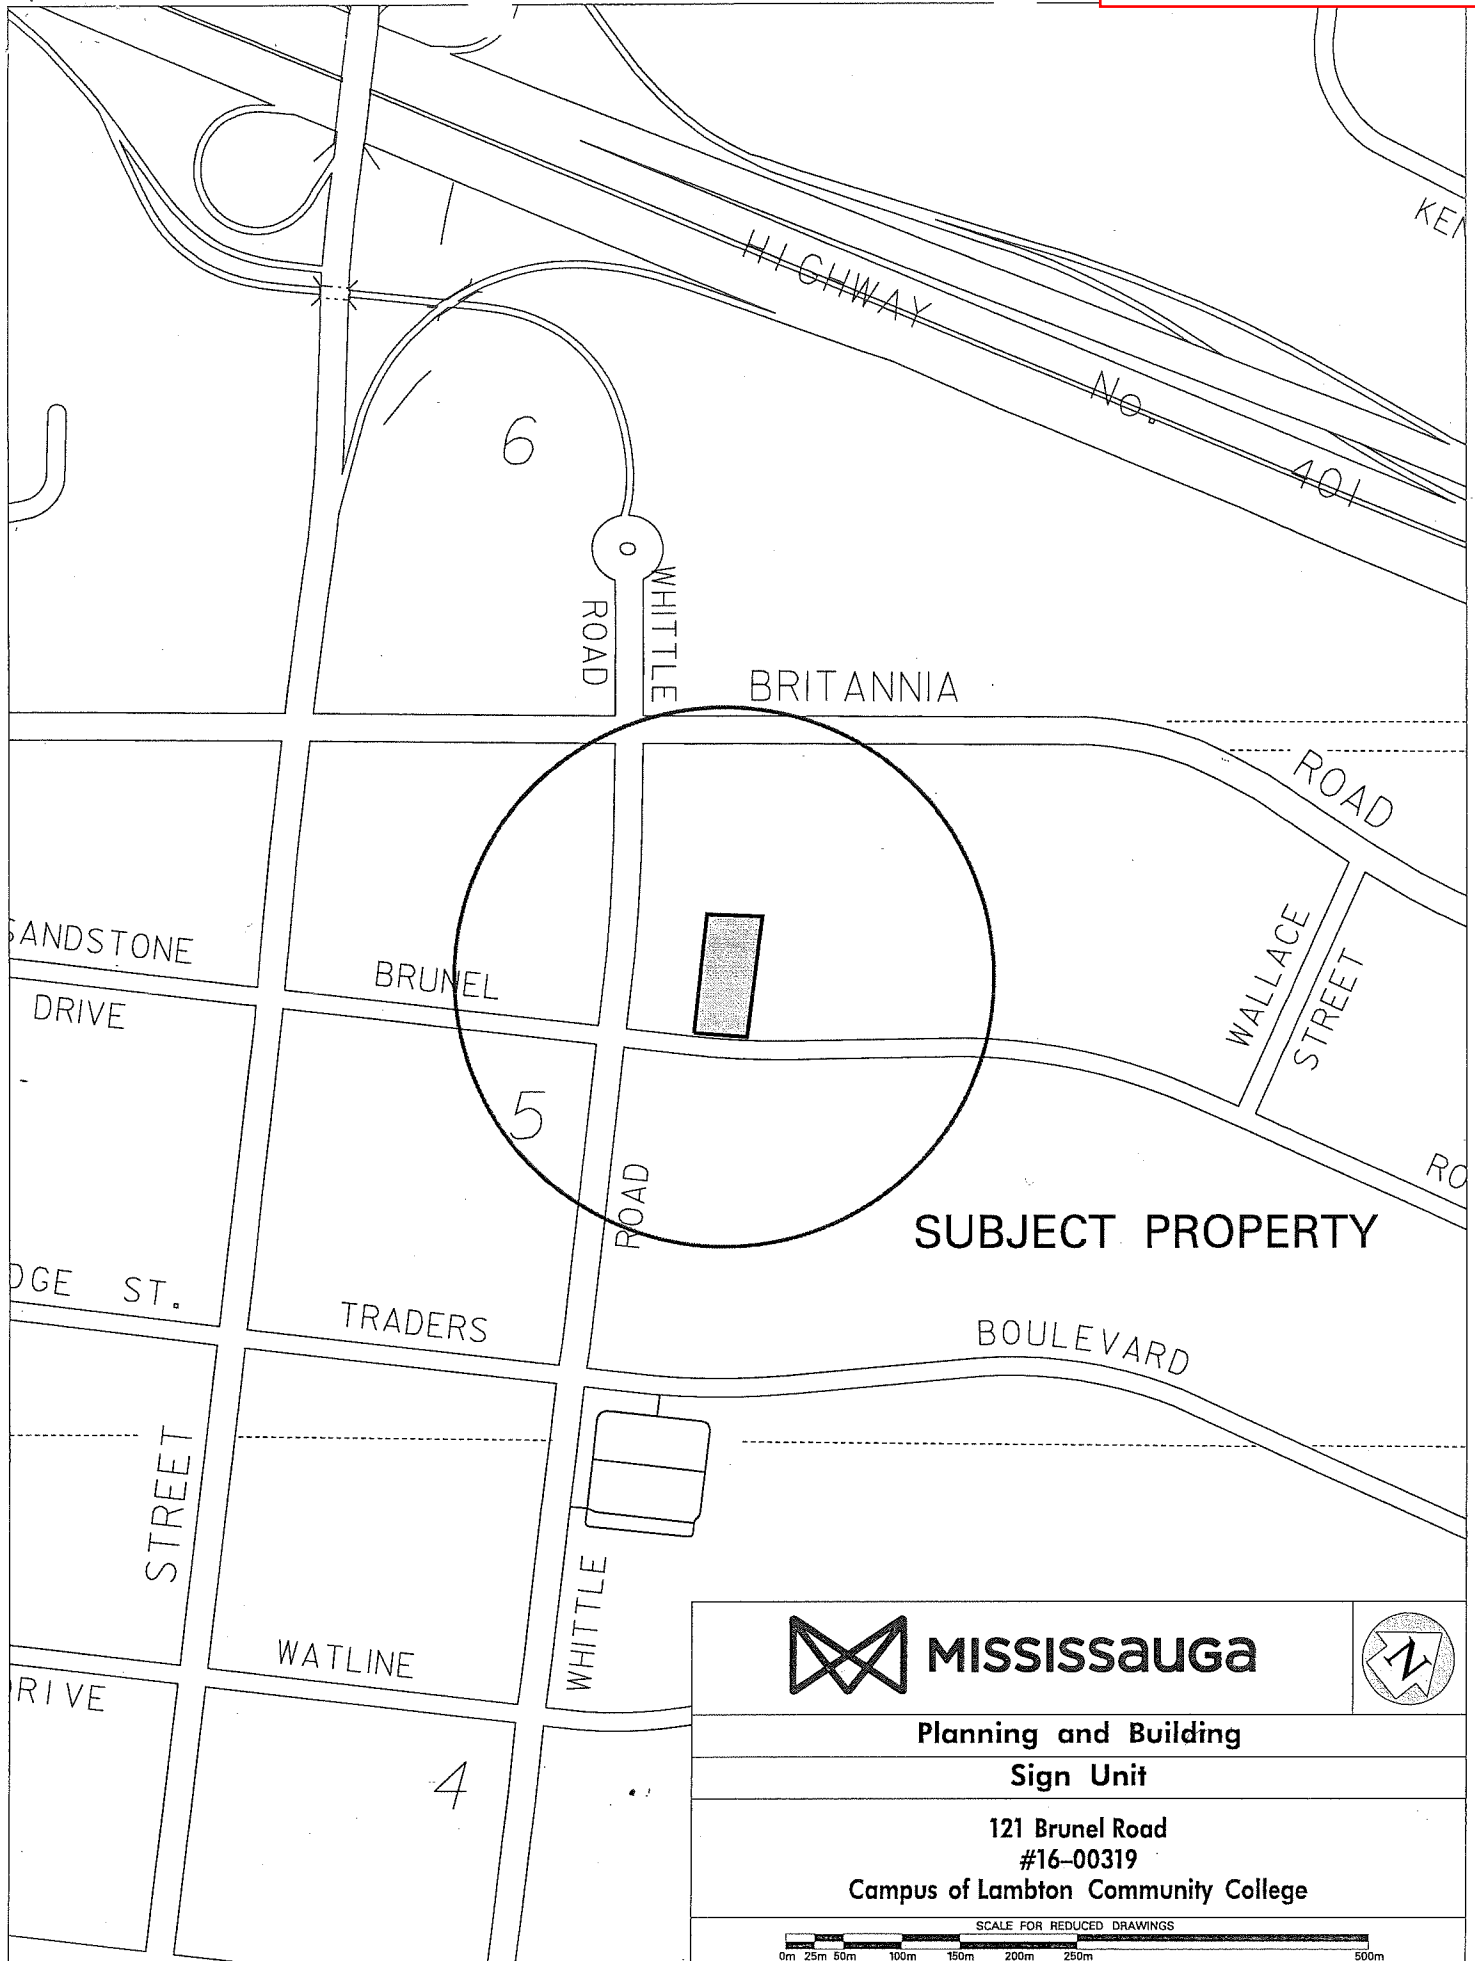 KEN
HIGHWAY
No.
401
6
WHITTLE
ROAD
BRITANNIA
ROAD
SANDSTONE
DRIVE
BRUNEL
WALLACE
STREET
5
ROAD
RO
SUBJECT PROPERTY
DGE ST.
TRADERS
BOULEVARD
STREET
WHITTLE
WATLINE
DRIVE
4
MISSISSauGa
N
Planning and Building
Sign Unit
121 Brunel Road
#16-00319
Campus of Lambton Community College
SCALE FOR REDUCED DRAWINGS
0m 25m 50m 100m 150m 200m 250m 500m